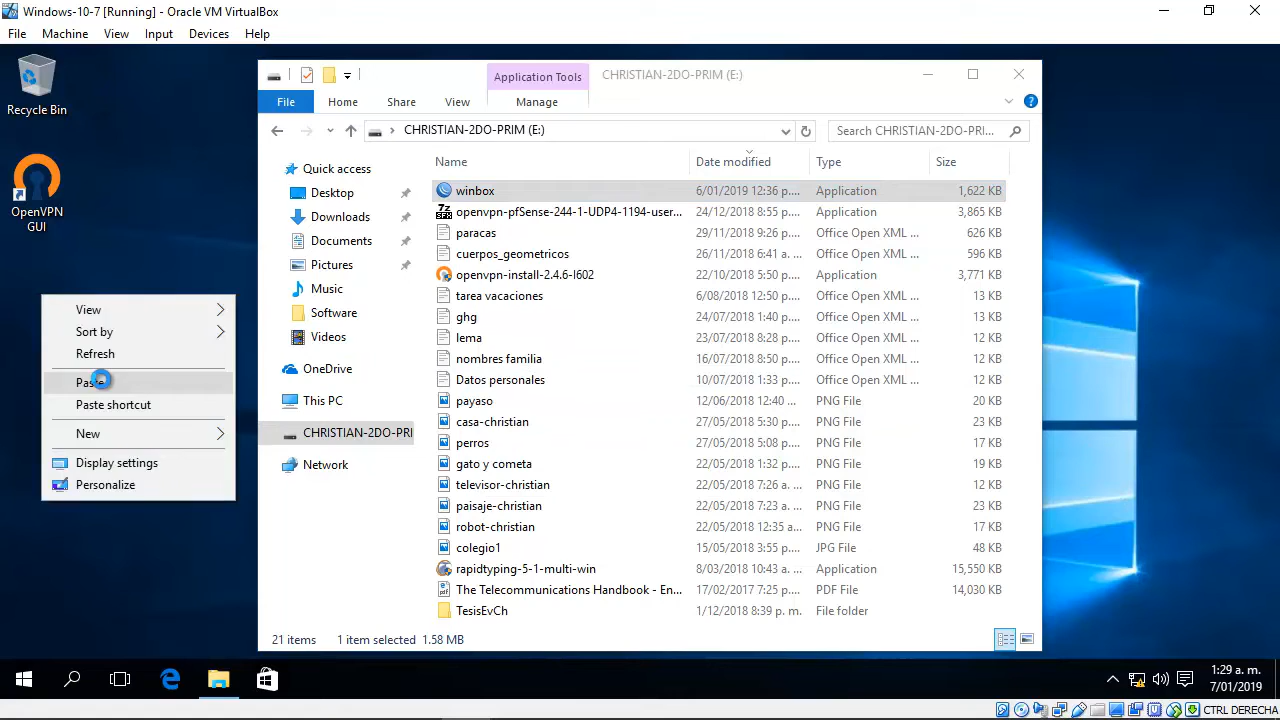 Windows-10-7 [Running] - Oracle VM VirtualBox
File Machine View Input Devices Help
Recycle Bin
OpenVPN
GUI
Application Tools CHRISTIAN-2DO-PRIM (E:)
File Home Share View Manage
CHRISTIAN-2DO-PRIM (E:) Search CHRISTIAN-2DO-PRIM...
Quick access
Desktop
Downloads
Documents
Pictures
Music
Software
Videos
OneDrive
This PC
CHRISTIAN-2DO-PRI
Network
Name Date modified Type Size
winbox 6/01/2019 12:36 p.... Application 1,622 KB
openvpn-pfSense-244-1-UDP4-1194-user... 24/12/2018 8:55 p.... Application 3,865 KB
paracas 29/11/2018 9:26 p.... Office Open XML ... 626 KB
cuerpos_geometricos 26/11/2018 6:41 a. ... Office Open XML ... 596 KB
openvpn-install-2.4.6-I602 22/10/2018 5:50 p.... Application 3,771 KB
tarea vacaciones 6/08/2018 12:50 p.... Office Open XML ... 13 KB
ghg 24/07/2018 1:40 p.... Office Open XML ... 13 KB
lema 23/07/2018 8:28 p.... Office Open XML ... 13 KB
nombres familia 16/07/2018 8:50 p.... Office Open XML ... 12 KB
Datos personales 10/07/2018 1:33 p.... Office Open XML ... 12 KB
payaso 12/06/2018 12:40 ... PNG File 20 KB
casa-christian 27/05/2018 5:30 p.... PNG File 23 KB
perros 27/05/2018 5:08 p.... PNG File 17 KB
gato y cometa 22/05/2018 1:32 p.... PNG File 19 KB
televisor-christian 22/05/2018 7:26 a. ... PNG File 12 KB
paisaje-christian 22/05/2018 7:23 a. ... PNG File 23 KB
robot-christian 22/05/2018 12:35 a... PNG File 18 KB
colegio1 15/05/2018 3:55 p.... JPG File 48 KB
rapidtyping-5-1-multi-win 8/03/2018 10:43 a. ... Application 15,550 KB
The Telecommunications Handbook - En... 17/02/2017 7:25 p.... PDF File 14,030 KB
TesisEvCh 1/12/2018 8:39 p. m. File folder
21 items 1 item selected 1.58 MB
View
Sort by
Refresh
Paste
Paste shortcut
New
Display settings
Personalize
1:29 a. m.
7/01/2019
CTRL DERECHA